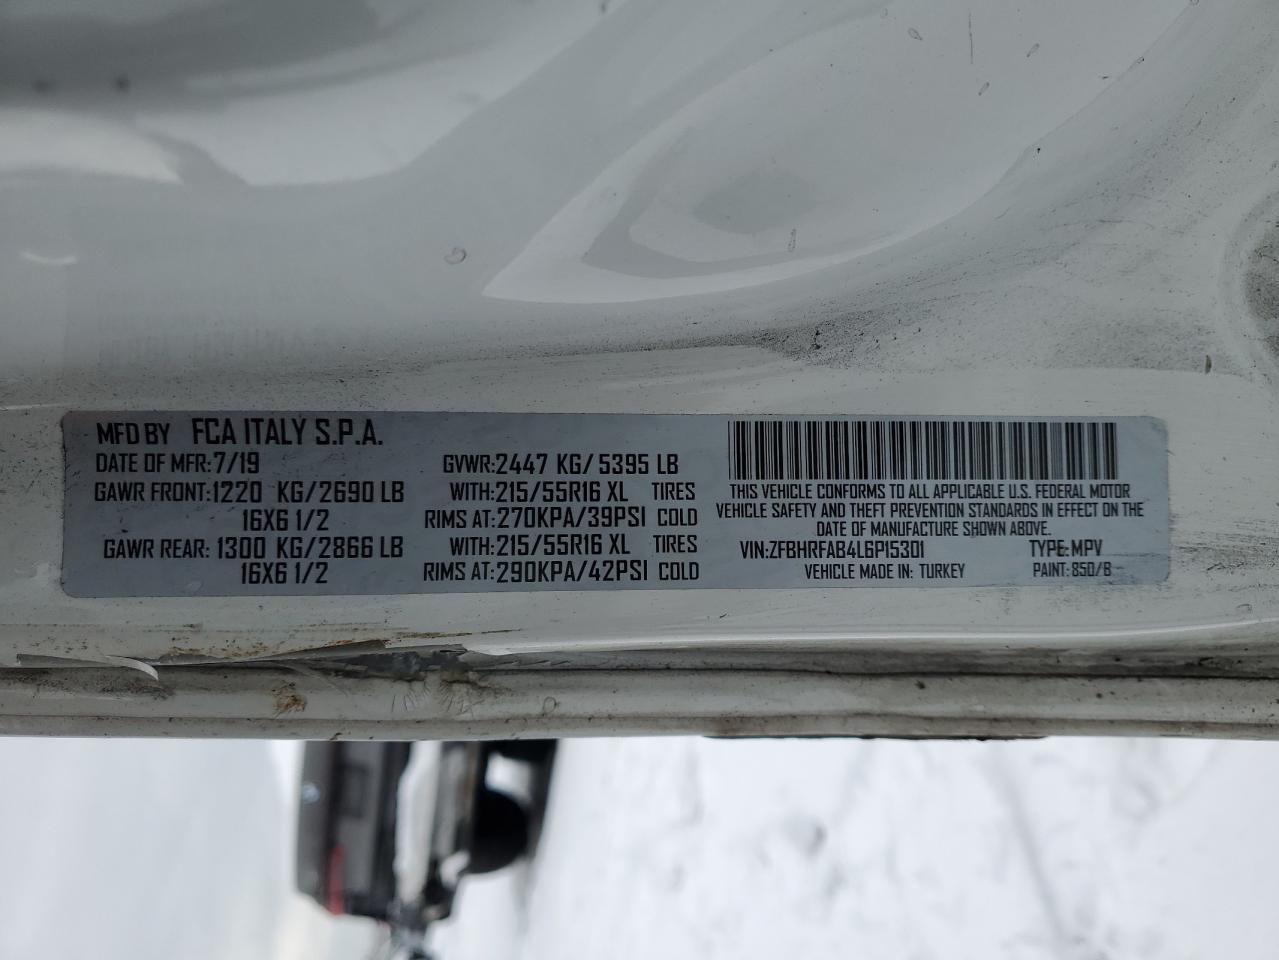 MFD BY FCA ITALY S.P.A.
DATE OF MFR:7/19 GVWR:2447 KG/5395 LB
GAWR FRONT:1220 KG/2690 LB WITH:215/55R16 XL TIRES
16X6 1/2 RIMS AT:270KPA/39PSI COLD
GAWR REAR:1300 KG/2866 LB WITH:215/55R16 XL TIRES
16X6 1/2 RIMS AT:290KPA/42PSI COLD
THIS VEHICLE CONFORMS TO ALL APPLICABLE U.S. FEDERAL MOTOR
VEHICLE SAFETY AND THEFT PREVENTION STANDARDS IN EFFECT ON THE
DATE OF MANUFACTURE SHOWN ABOVE.
VIN:ZFBHRFAB4L6P15301 TYPE:MPV
VEHICLE MADE IN: TURKEY PAINT:850/B